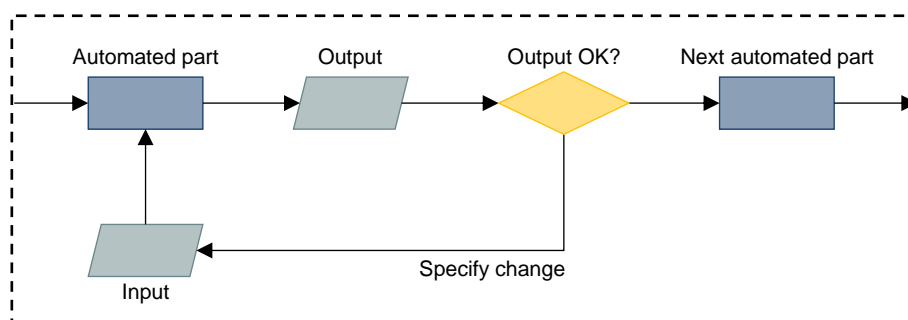 Automated part
Output
Output OK?
Next automated part
Specify change
Input